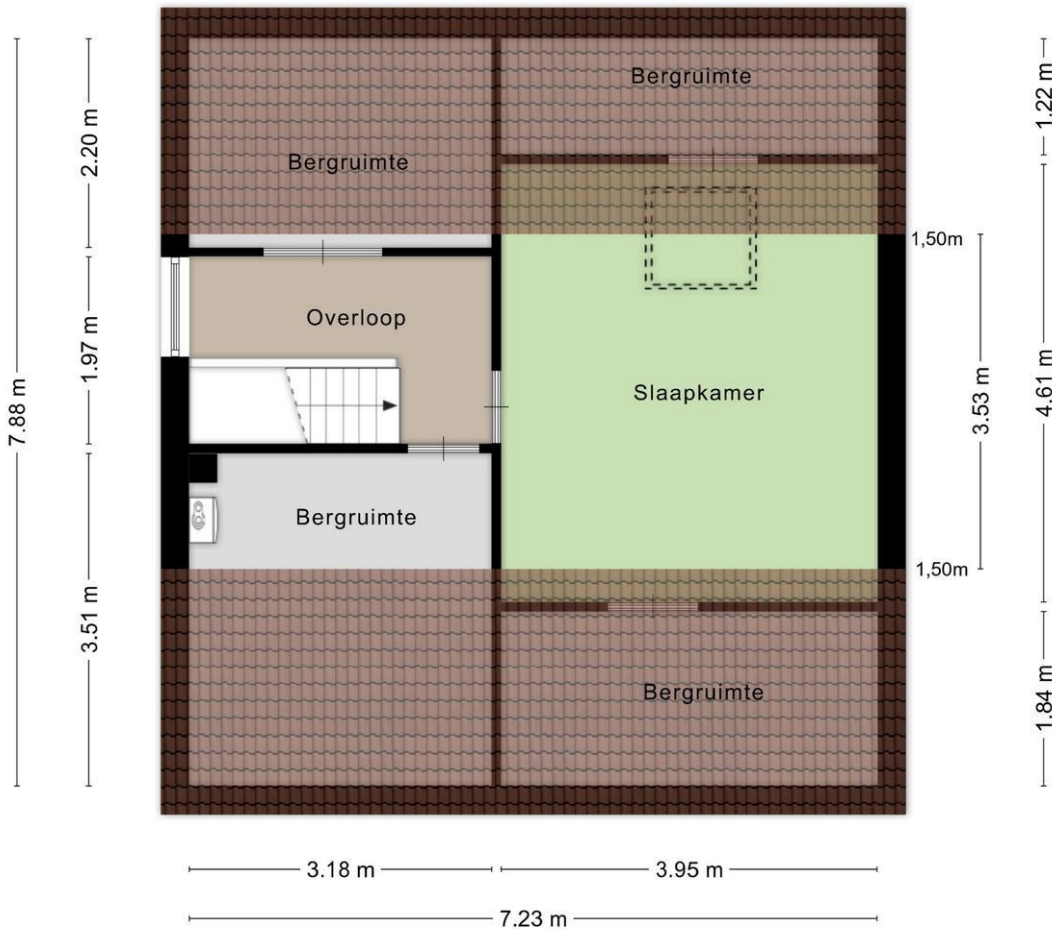 Bergruimte
Bergruimte
Overloop
Slaapkamer
Bergruimte
Bergruimte
7.88 m
2.20 m
1.97 m
3.51 m
1,50m
1,50m
3.53 m
1.22 m
4.61 m
1.84 m
3.18 m
3.95 m
7.23 m